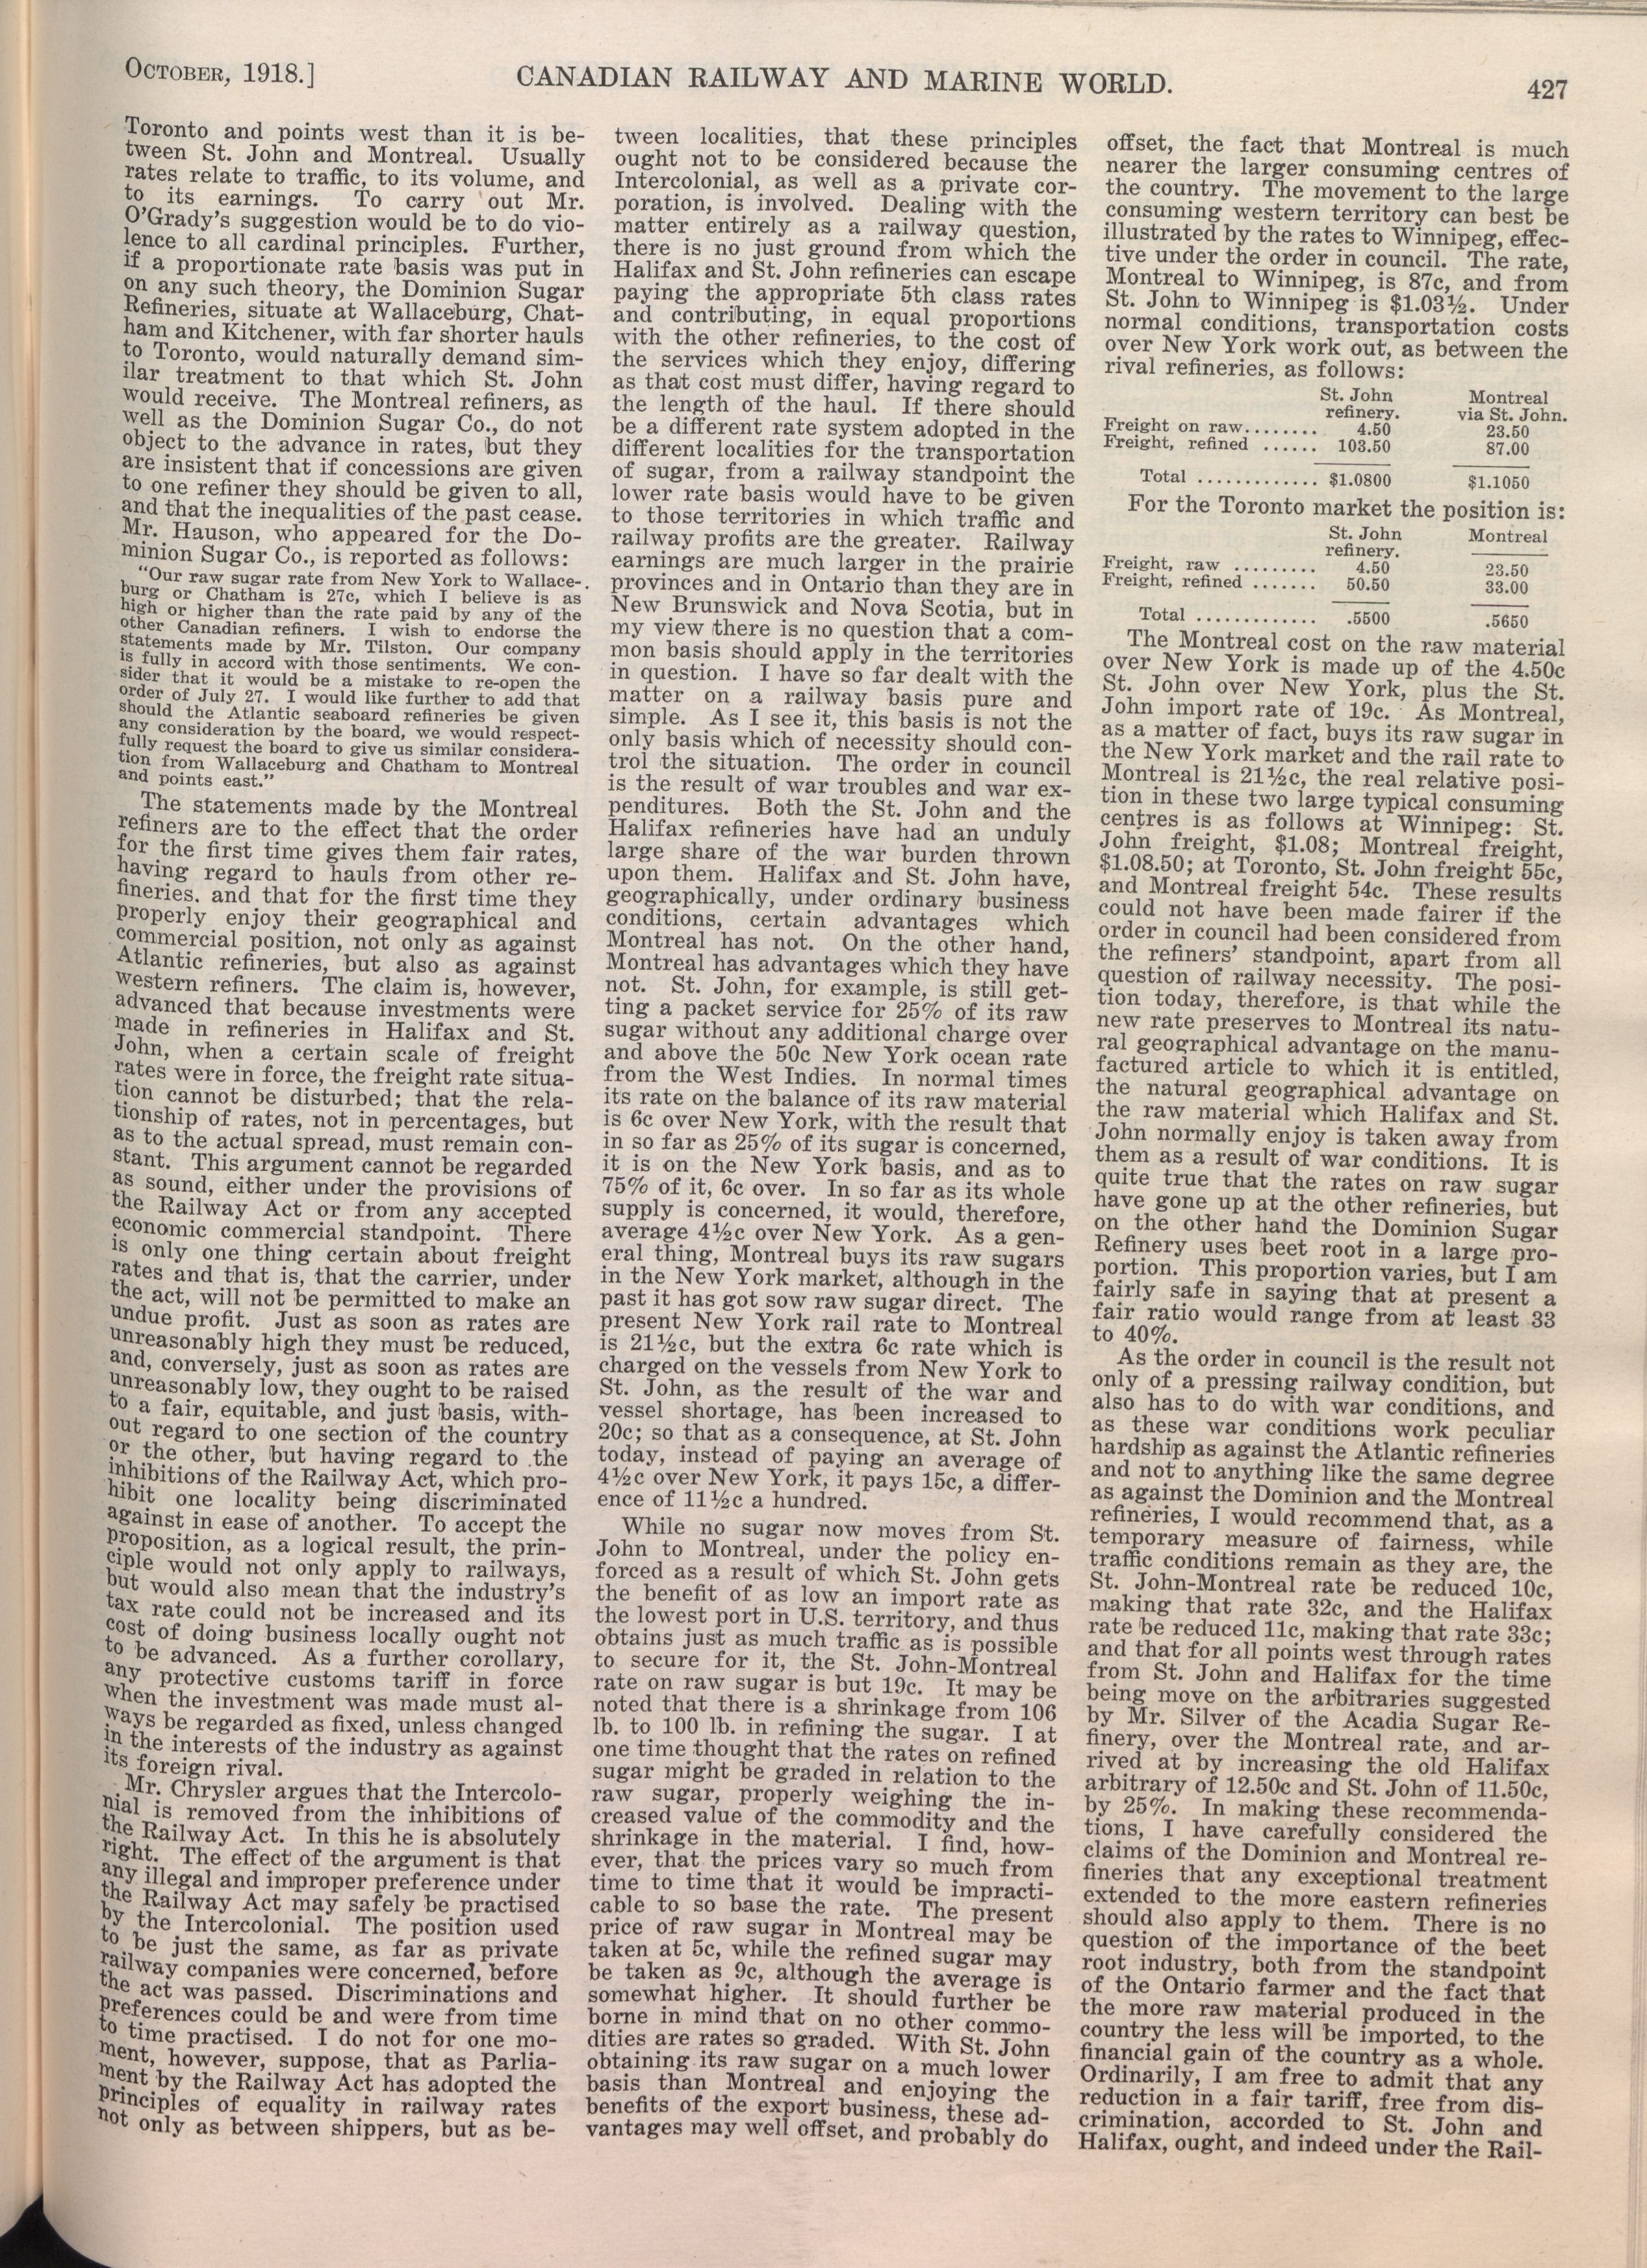 OCTOBER, 1918.]
CANADIAN RAILWAY AND MARINE WORLD.
427
Toronto and points west than it is be-
tween St. John and Montreal. Usually
rates relate to traffic, to its volume, and
to its earnings. To carry out Mr.
O'Grady's suggestion would be to do vio-
lence to all cardinal principles. Further,
if a proportionate rate basis was put in
on any such theory, the Dominion Sugar
Refineries, situate at Wallaceburg, Chat-
ham and Kitchener, with far shorter hauls
to Toronto, would naturally demand sim-
ilar treatment to that which St. John
would receive. The Montreal refiners, as
well as the Dominion Sugar Co., do not
object to the advance in rates, but they
are insistent that if concessions are given
to one refiner they should be given to all,
and that the inequalities of the past cease.
Mr. Hauson, who appeared for the Do-
minion Sugar Co., is reported as follows:
"Our raw sugar rate from New York to Wallace-
burg or Chatham is 27c, which I believe is as
high or higher than the rate paid by any of the
other Canadian refiners. I wish to endorse the
statements made by Mr. Tilston. Our company
is fully in accord with those sentiments. We con-
sider that it would be a mistake to re-open the
order of July 27. I would like further to add that
should the Atlantic seaboard refineries be given
any consideration by the board, we would respect-
fully request the board to give us similar considera-
tion from Wallaceburg and Chatham to Montreal
and points east."
The statements made by the Montreal
refiners are to the effect that the order
for the first time gives them fair rates,
having regard to hauls from other re-
fineries. and that for the first time they
properly enjoy their geographical and
commercial position, not only as against
Atlantic refineries, but also as against
western refiners. The claim is, however,
advanced that because investments were
made in refineries in Halifax and St.
John, when a certain scale of freight
rates were in force, the freight rate situa-
tion cannot be disturbed; that the rela-
tionship of rates, not in percentages, but
as to the actual spread, must remain con-
stant. This argument cannot be regarded
as sound, either under the provisions of
the Railway Act or from any accepted
economic commercial standpoint. There
is only one thing certain about freight
rates and that is, that the carrier, under
the act, will not be permitted to make an
undue profit. Just as soon as rates are
unreasonably high they must be reduced,
and, conversely, just as soon as rates are
unreasonably low, they ought to be raised
to a fair, equitable, and just basis, with-
out regard to one section of the country
or the other, but having regard to the
inhibitions of the Railway Act, which pro-
hibit one locality being discriminated
against in ease of another. To accept the
proposition, as a logical result, the prin-
ciple would not only apply to railways,
but would also mean that the industry's
tax rate could not be increased and its
cost of doing business locally ought not
to be advanced. As a further corollary,
any protective customs tariff in force
when the investment was made must al-
ways be regarded as fixed, unless changed
in the interests of the industry as against
its foreign rival.
Mr. Chrysler argues that the Intercolo-
nial is removed from the inhibitions of
the Railway Act. In this he is absolutely
right. The effect of the argument is that
any illegal and improper preference under
the Railway Act may safely be practised
by the Intercolonial. The position used
to be just the same, as far as private
railway companies were concerned, before
the act was passed. Discriminations and
preferences could be and were from time
to time practised. I do not for one mo-
ment, however, suppose, that as Parlia-
ment by the Railway Act has adopted the
principles of equality in railway rates
not only as between shippers, but as be-
tween localities, that these principles
ought not to be considered because the
Intercolonial, as well as a private cor-
poration, is involved. Dealing with the
matter entirely as a railway question,
there is no just ground from which the
Halifax and St. John refineries can escape
paying the appropriate 5th class rates
and contributing, in equal proportions
with the other refineries, to the cost of
the services which they enjoy, differing
as that cost must differ, having regard to
the length of the haul. If there should
be a different rate system adopted in the
different localities for the transportation
of sugar, from a railway standpoint the
lower rate basis would have to be given
to those territories in which traffic and
railway profits are the greater. Railway
earnings are much larger in the prairie
provinces and in Ontario than they are in
New Brunswick and Nova Scotia, but in
my view there is no question that a com-
mon basis should apply in the territories
in question. I have so far dealt with the
matter on a railway basis pure and
simple. As I see it, this basis is not the
only basis which of necessity should con-
trol the situation. The order in council
is the result of war troubles and war ex-
penditures. Both the St. John and the
Halifax refineries have had an unduly
large share of the war burden thrown
upon them. Halifax and St. John have,
geographically, under ordinary business
conditions, certain advantages which
Montreal has not. On the other hand,
Montreal has advantages which they have
not. St. John, for example, is still get-
ting a packet service for 25% of its raw
sugar without any additional charge over
and above the 50c New York ocean rate
from the West Indies. In normal times
its rate on the balance of its raw material
is 6c over New York, with the result that
in so far as 25% of its sugar is concerned,
it is on the New York basis, and as to
75% of it, 6c over. In so far as its whole
supply is concerned, it would, therefore,
average 4½c over New York. As a gen-
eral thing, Montreal buys its raw sugars
in the New York market, although in the
past it has got sow raw sugar direct. The
present New York rail rate to Montreal
is 21½c, but the extra 6c rate which is
charged on the vessels from New York to
St. John, as the result of the war and
vessel shortage, has been increased to
20c; so that as a consequence, at St. John
today, instead of paying an average of
4½c over New York, it pays 15c, a differ-
ence of 11½c a hundred.
While no sugar now moves from St.
John to Montreal, under the policy en-
forced as a result of which St. John gets
the benefit of as low an import rate as
the lowest port in U.S. territory, and thus
obtains just as much traffic as is possible
to secure for it, the St. John-Montreal
rate on raw sugar is but 19c. It may be
noted that there is a shrinkage from 106
lb. to 100 lb. in refining the sugar. I at
one time thought that the rates on refined
sugar might be graded in relation to the
raw sugar, properly weighing the in-
creased value of the commodity and the
shrinkage in the material. I find, how-
ever, that the prices vary so much from
time to time that it would be impracti-
cable to so base the rate. The present
price of raw sugar in Montreal may be
taken at 5c, while the refined sugar may
be taken as 9c, although the average is
somewhat higher. It should further be
borne in mind that on no other commo-
dities are rates so graded. With St. John
obtaining its raw sugar on a much lower
basis than Montreal and enjoying the
benefits of the export business, these ad-
vantages may well offset, and probably do
offset, the fact that Montreal is much
nearer the larger consuming centres of
the country. The movement to the large
consuming western territory can best be
illustrated by the rates to Winnipeg, effec-
tive under the order in council. The rate,
Montreal to Winnipeg, is 87c, and from
St. John to Winnipeg is $1.03½. Under
normal conditions, transportation costs
over New York work out, as between the
rival refineries, as follows:
St. John Montreal
refinery. via St. John.
Freight on raw........ 4.50 23.50
Freight, refined ...... 103.50 87.00
Total ............. $1.0800 $1.1050
For the Toronto market the position is:
St. John Montreal
refinery.
Freight, raw ......... 4.50 23.50
Freight, refined ....... 50.50 33.00
Total ............. .5500 .5650
The Montreal cost on the raw material
over New York is made up of the 4.50c
St. John over New York, plus the St.
John import rate of 19c. As Montreal,
as a matter of fact, buys its raw sugar in
the New York market and the rail rate to
Montreal is 21½c, the real relative posi-
tion in these two large typical consuming
centres is as follows at Winnipeg: St.
John freight, $1.08; Montreal freight,
$1.08.50; at Toronto, St. John freight 55c,
and Montreal freight 54c. These results
could not have been made fairer if the
order in council had been considered from
the refiners' standpoint, apart from all
question of railway necessity. The posi-
tion today, therefore, is that while the
new rate preserves to Montreal its natu-
ral geographical advantage on the manu-
factured article to which it is entitled,
the natural geographical advantage on
the raw material which Halifax and St.
John normally enjoy is taken away from
them as a result of war conditions. It is
quite true that the rates on raw sugar
have gone up at the other refineries, but
on the other hand the Dominion Sugar
Refinery uses beet root in a large pro-
portion. This proportion varies, but I am
fairly safe in saying that at present a
fair ratio would range from at least 33
to 40%.
As the order in council is the result not
only of a pressing railway condition, but
also has to do with war conditions, and
as these war conditions work peculiar
hardship as against the Atlantic refineries
and not to anything like the same degree
as against the Dominion and the Montreal
refineries, I would recommend that, as a
temporary measure of fairness, while
traffic conditions remain as they are, the
St. John-Montreal rate be reduced 10c,
making that rate 32c, and the Halifax
rate be reduced 11c, making that rate 33c;
and that for all points west through rates
from St. John and Halifax for the time
being move on the arbitraries suggested
by Mr. Silver of the Acadia Sugar Re-
finery, over the Montreal rate, and ar-
rived at by increasing the old Halifax
arbitrary of 12.50c and St. John of 11.50c,
by 25%. In making these recommenda-
tions, I have carefully considered the
claims of the Dominion and Montreal re-
fineries that any exceptional treatment
extended to the more eastern refineries
should also apply to them. There is no
question of the importance of the beet
root industry, both from the standpoint
of the Ontario farmer and the fact that
the more raw material produced in the
country the less will be imported, to the
financial gain of the country as a whole.
Ordinarily, I am free to admit that any
reduction in a fair tariff, free from dis-
crimination, accorded to St. John and
Halifax, ought, and indeed under the Rail-